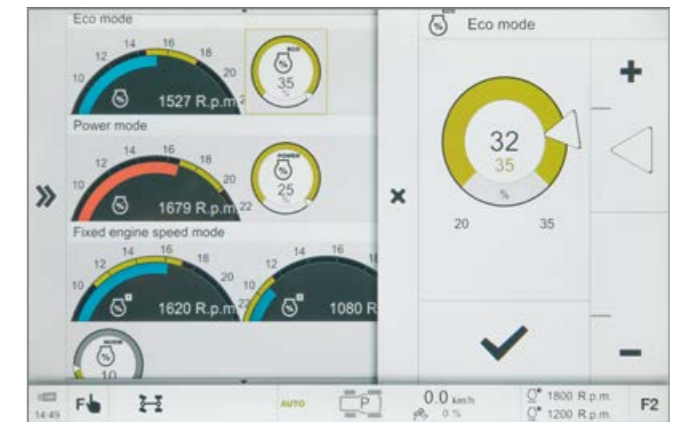 Eco mode
10 12 14 16 18 20
1527 R.p.m
ECO
%
35
%
Power mode
10 12 14 16 18 20 22
1679 R.p.m
POWER
%
25
%
Fixed engine speed mode
10 12 14 16 18 20 22
1620 R.p.m
10 12 14 16
1080 R
%
10
ECO
%
Eco mode
32
35
%
20 35
14:49
F
AUTO
P
0.0 km/h
0 %
1800 R.p.m.
1200 R.p.m.
F2